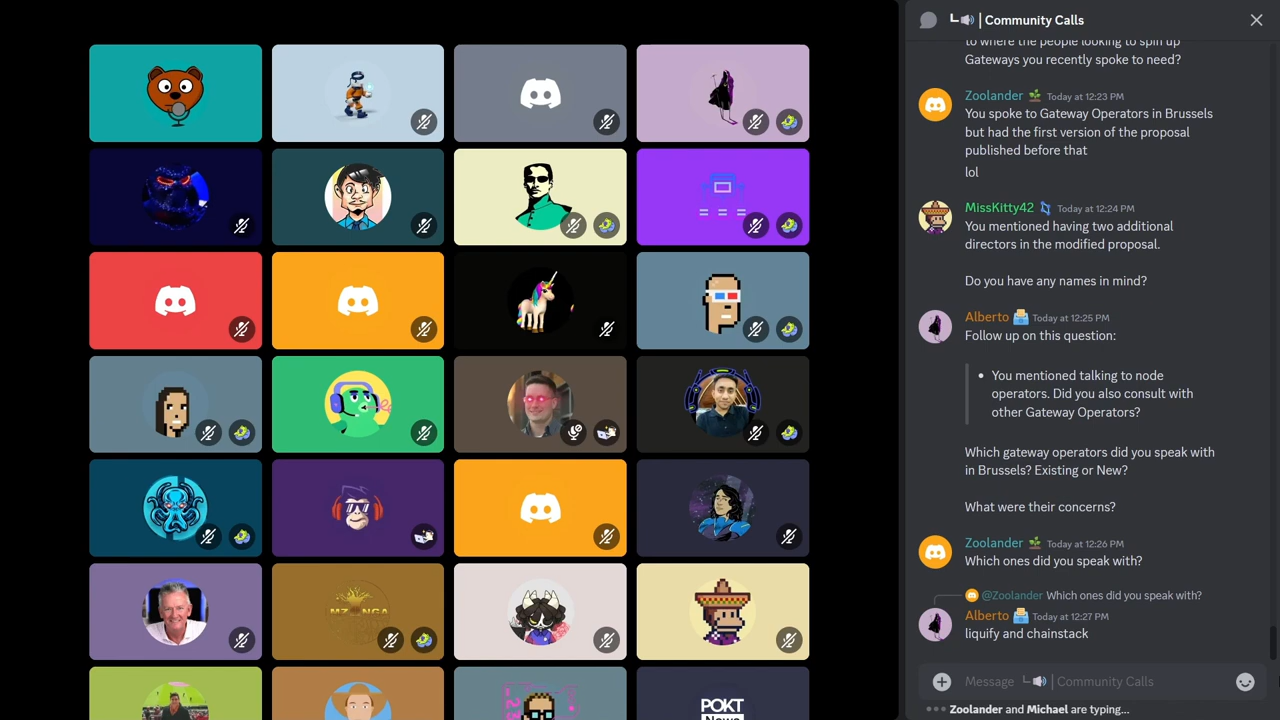 Community Calls
to where the people looking to spin up
Gateways you recently spoke to need?
Zoolander Today at 12:23 PM
You spoke to Gateway Operators in Brussels
but had the first version of the proposal
published before that
lol
MissKitty42 Today at 12:24 PM
You mentioned having two additional
directors in the modified proposal.
Do you have any names in mind?
Alberto Today at 12:25 PM
Follow up on this question:
• You mentioned talking to node
operators. Did you also consult with
other Gateway Operators?
Which gateway operators did you speak with
in Brussels? Existing or New?
What were their concerns?
Zoolander Today at 12:26 PM
Which ones did you speak with?
@Zoolander Which ones did you speak with?
Alberto Today at 12:27 PM
liquify and chainstack
Message Community Calls
Zoolander and Michael are typing...
MZONGA
POKT
News